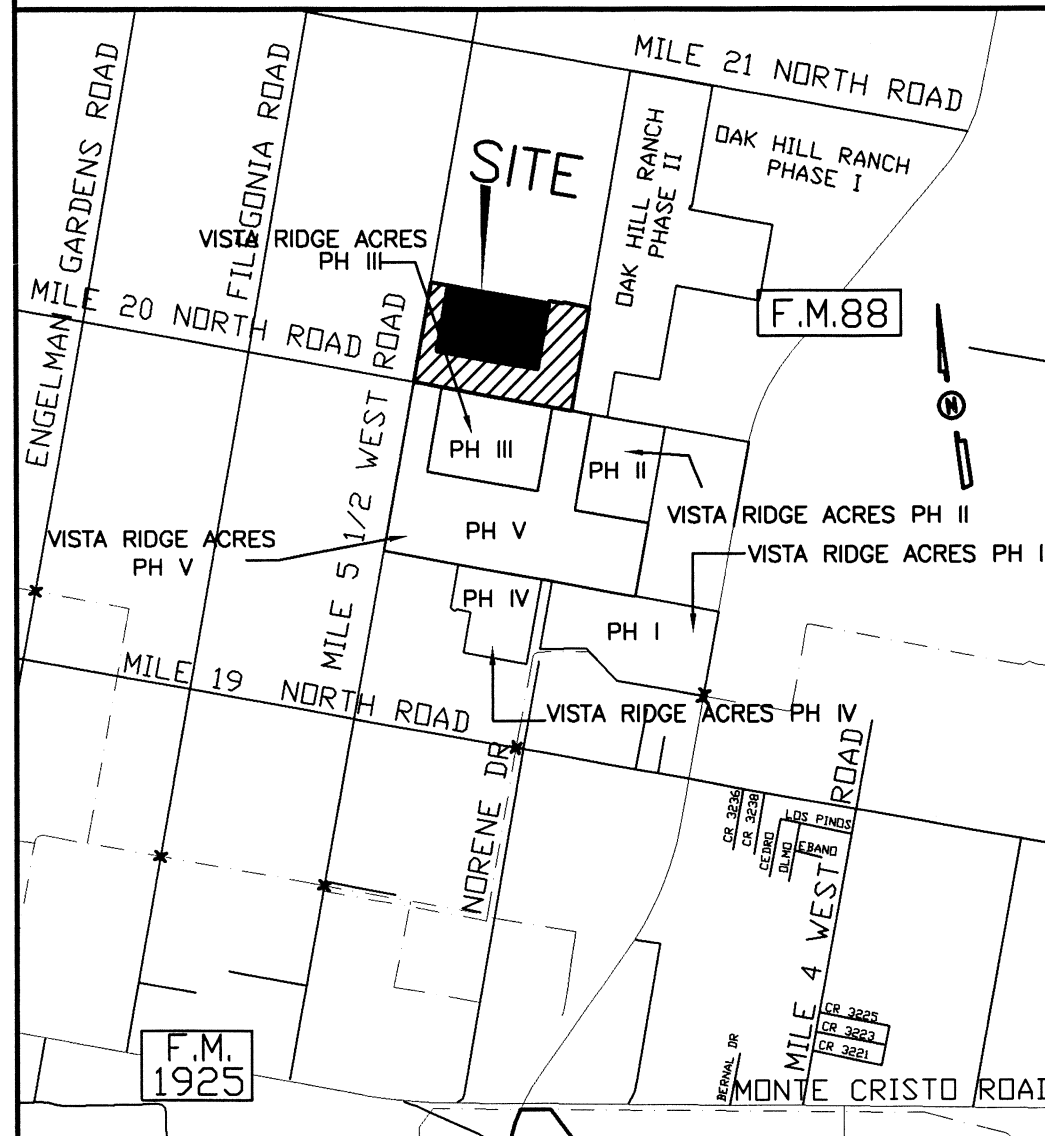 MILE 21 NORTH ROAD
ENGELMAN GARDENS ROAD
FILEGONIA ROAD
OAK HILL RANCH
PHASE I
OAK HILL RANCH
PHASE II
SITE
VISTA RIDGE ACRES
PH III
MILE 20 NORTH ROAD
F.M.88
MILE 5 1/2 WEST ROAD
N
PH III
PH II
VISTA RIDGE ACRES PH II
PH V
VISTA RIDGE ACRES
PH V
VISTA RIDGE ACRES PH I
PH IV
PH I
MILE 19 NORTH ROAD
VISTA RIDGE ACRES PH IV
NORENE DR
MILE 4 WEST ROAD
CR 3236
CR 3238
CEDRO
OLMO
LOS PINOS
EBANO
CR 3225
CR 3223
CR 3221
BERNAL DR
F.M.
1925
MONTE CRISTO ROAD